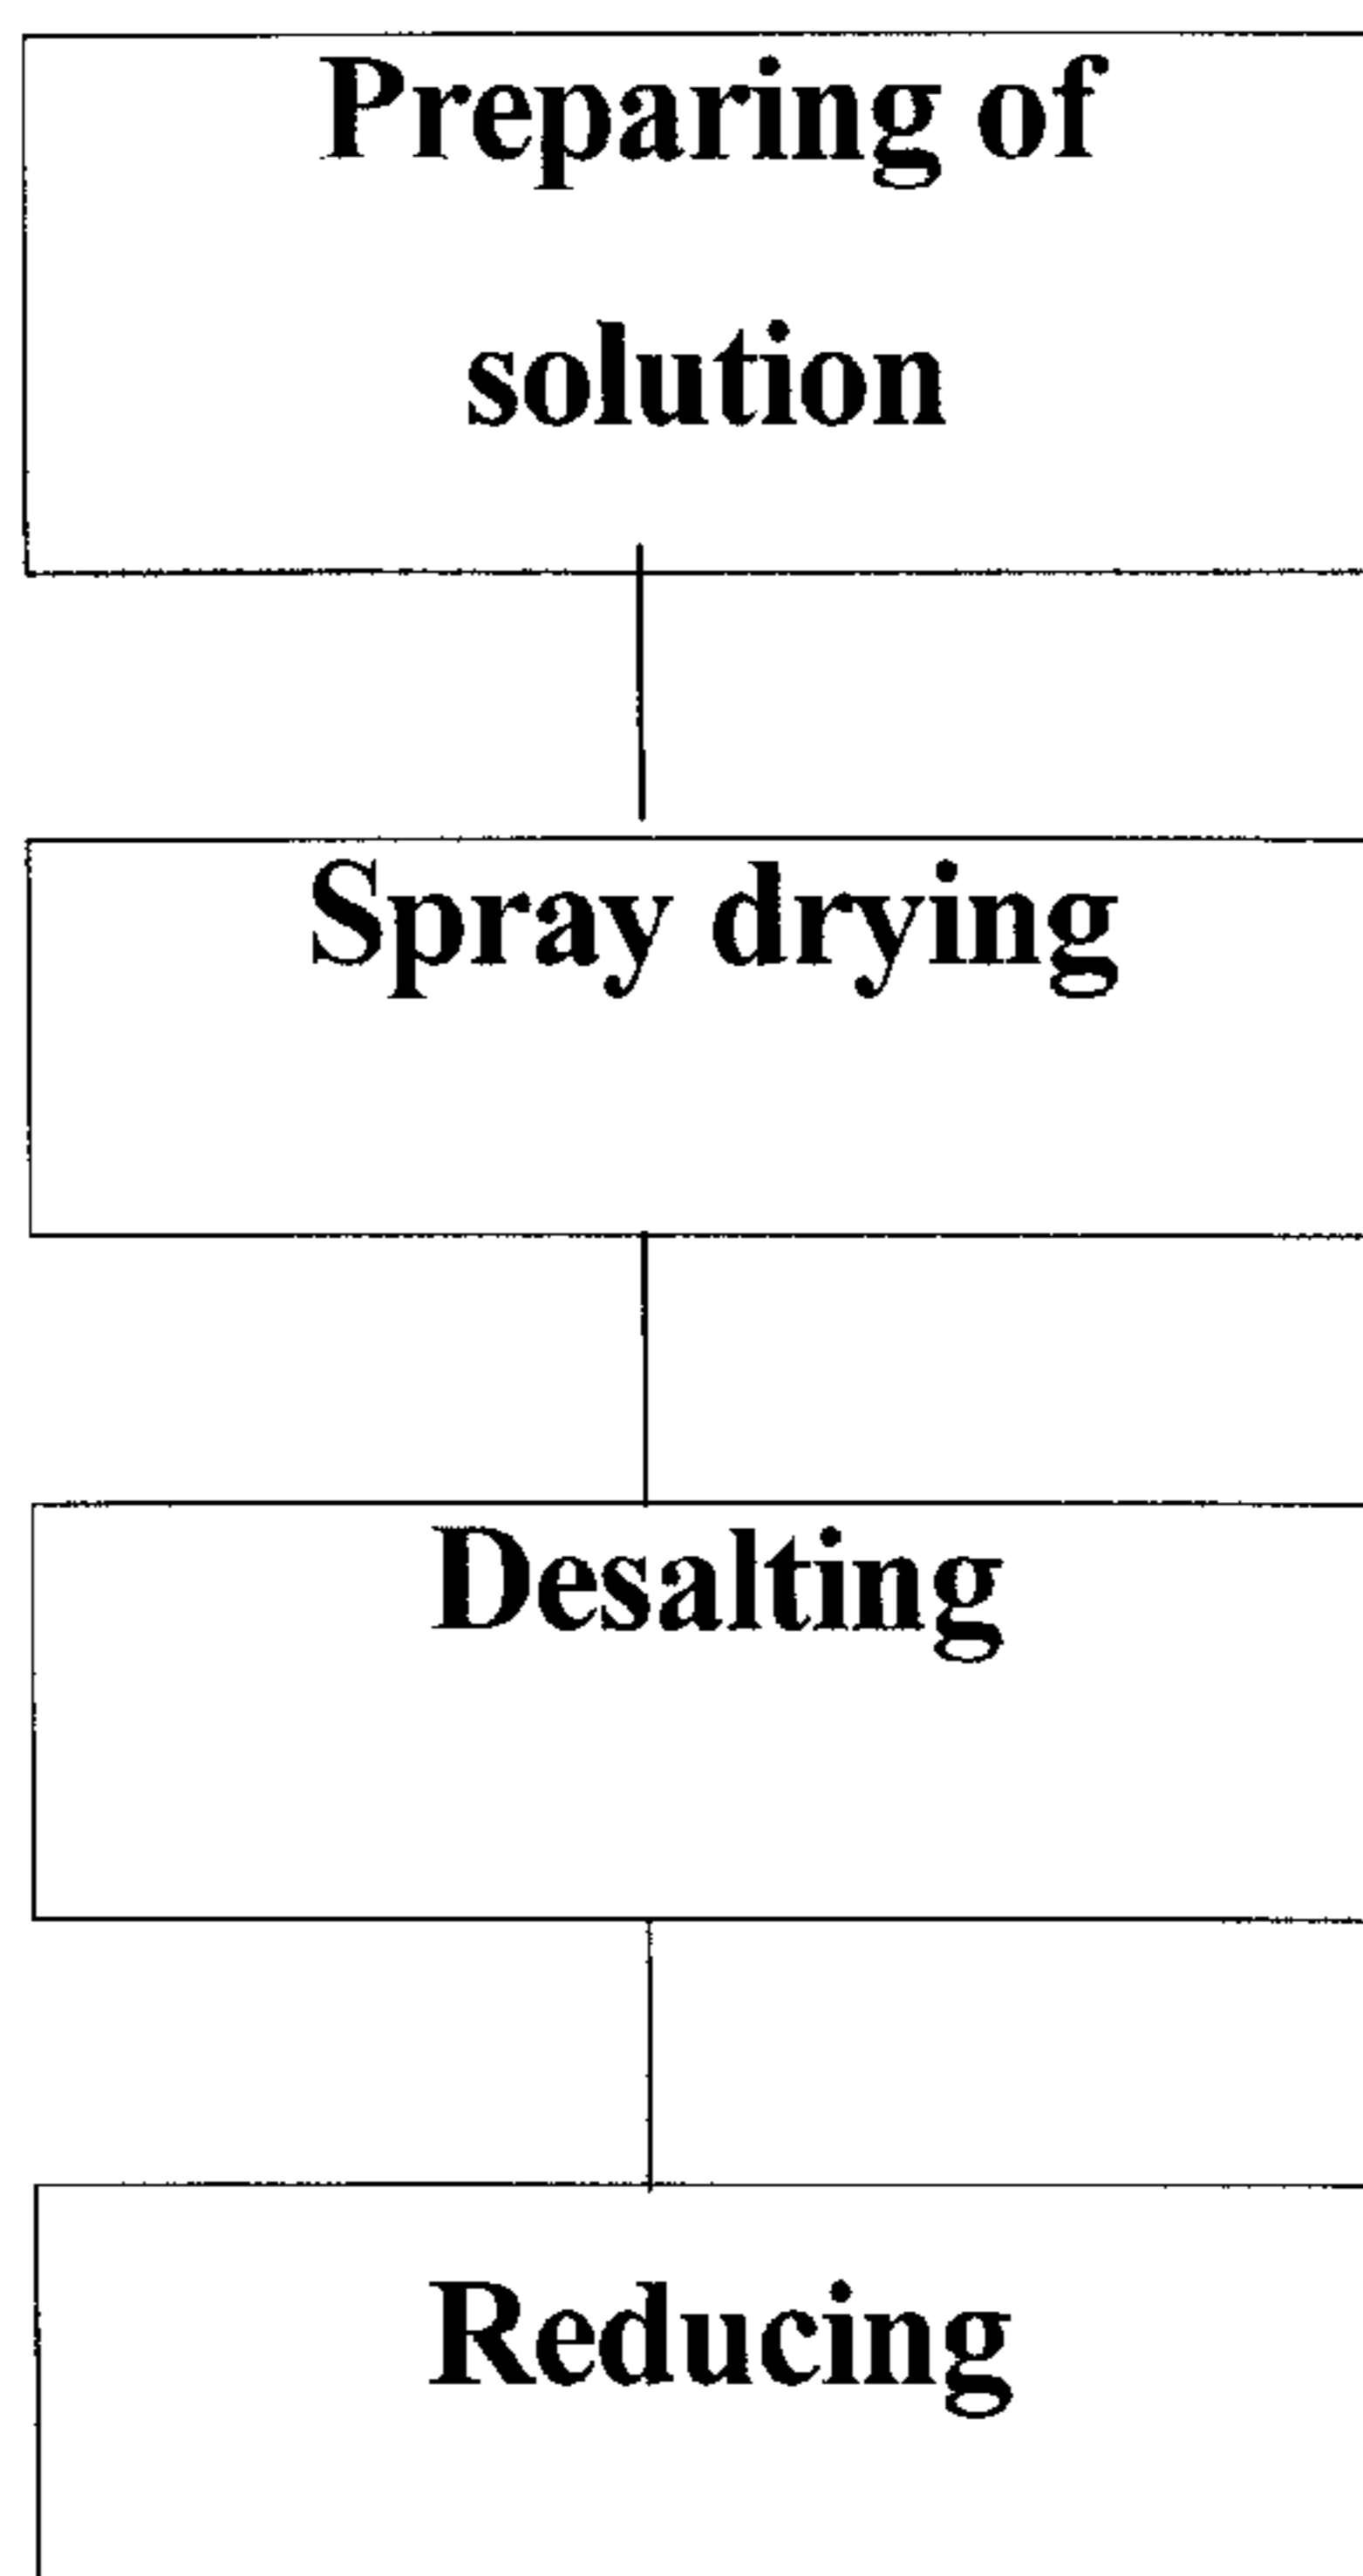 Preparing of
solution
Spray drying
Desalting
Reducing